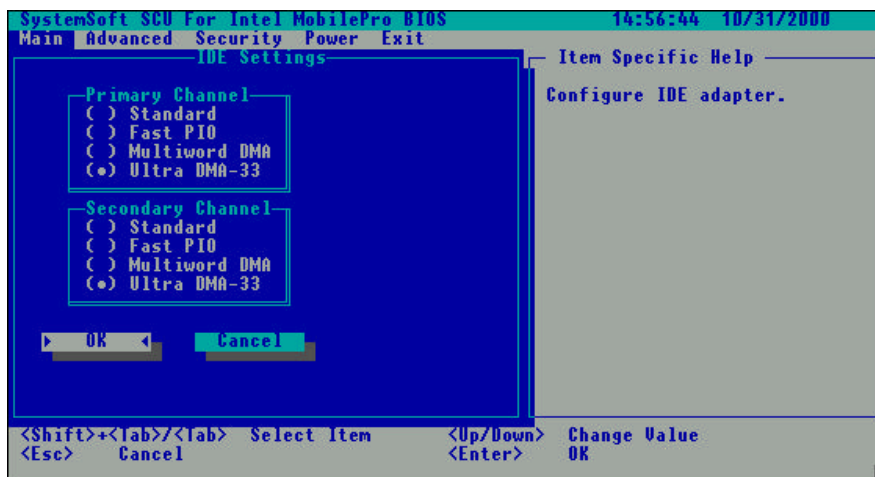 SystemSoft SCU For Intel MobilePro BIOS 14:56:44 10/31/2000
Main Advanced Security Power Exit
IDE Settings
Item Specific Help
Configure IDE adapter.
Primary Channel
( ) Standard
( ) Fast PIO
( ) Multiword DMA
(•) Ultra DMA-33
Secondary Channel
( ) Standard
( ) Fast PIO
( ) Multiword DMA
(•) Ultra DMA-33
OK Cancel
<Shift>+<Tab>/<Tab> Select Item <Up/Down> Change Value
<Esc> Cancel <Enter> OK